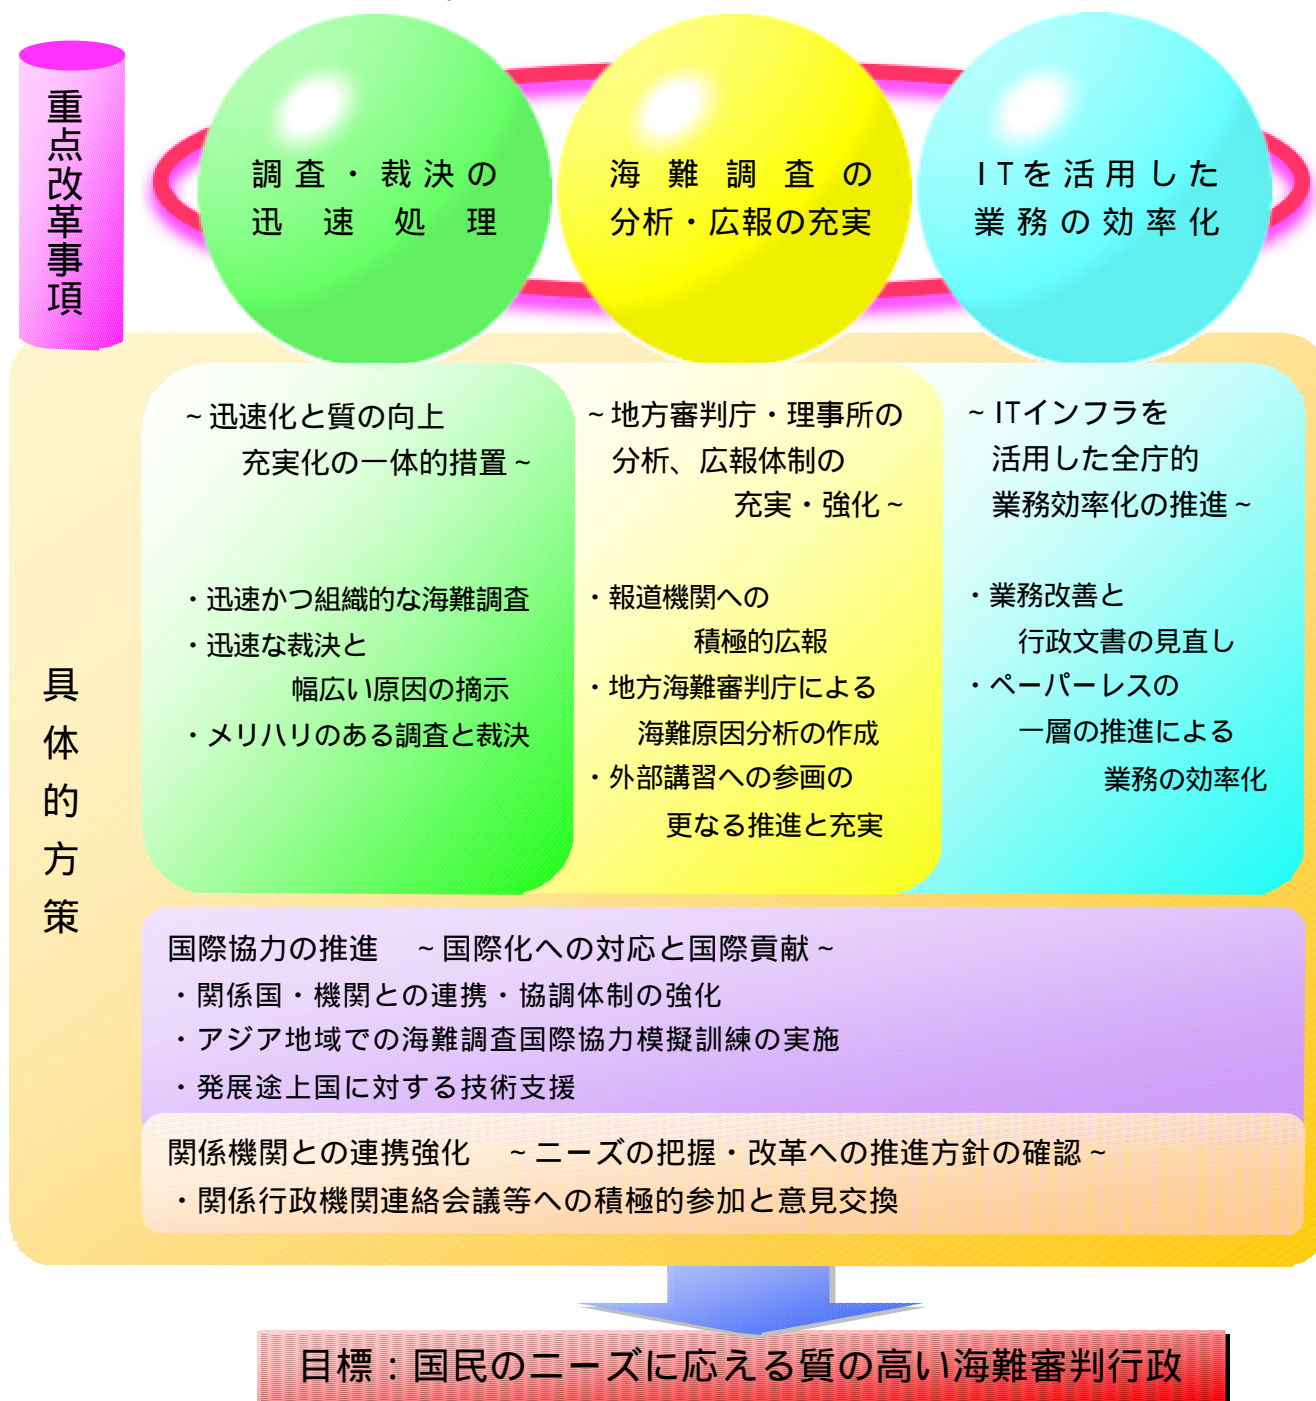 重点改革事項
調査・裁決の
迅速処理
海難調査の
分析・広報の充実
ITを活用した
業務の効率化
具体的方策
~迅速化と質の向上
充実化の一体的措置~
・迅速かつ組織的な海難調査
・迅速な裁決と
幅広い原因の摘示
・メリハリのある調査と裁決
~地方審判庁・理事所の
分析、広報体制の
充実・強化~
・報道機関への
積極的広報
・地方海難審判庁による
海難原因分析の作成
・外部講習への参画の
更なる推進と充実
~ITインフラを
活用した全庁的
業務効率化の推進~
・業務改善と
行政文書の見直し
・ペーパーレスの
一層の推進による
業務の効率化
国際協力の推進 ~国際化への対応と国際貢献~
・関係国・機関との連携・協調体制の強化
・アジア地域での海難調査国際協力模擬訓練の実施
・発展途上国に対する技術支援
関係機関との連携強化 ~ニーズの把握・改革への推進方針の確認~
・関係行政機関連絡会議等への積極的参加と意見交換
目標：国民のニーズに応える質の高い海難審判行政